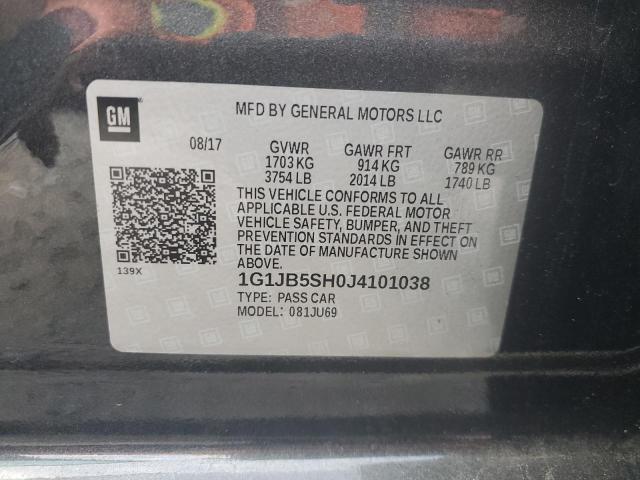 GM
MFD BY GENERAL MOTORS LLC
08/17 GVWR GAWR FRT GAWR RR
1703 KG 914 KG 789 KG
3754 LB 2014 LB 1740 LB
THIS VEHICLE CONFORMS TO ALL
APPLICABLE U.S. FEDERAL MOTOR
VEHICLE SAFETY, BUMPER, AND THEFT
PREVENTION STANDARDS IN EFFECT ON
THE DATE OF MANUFACTURE SHOWN
ABOVE.
139X
1G1JB5SH0J4101038
TYPE: PASS CAR
MODEL: 081JU69